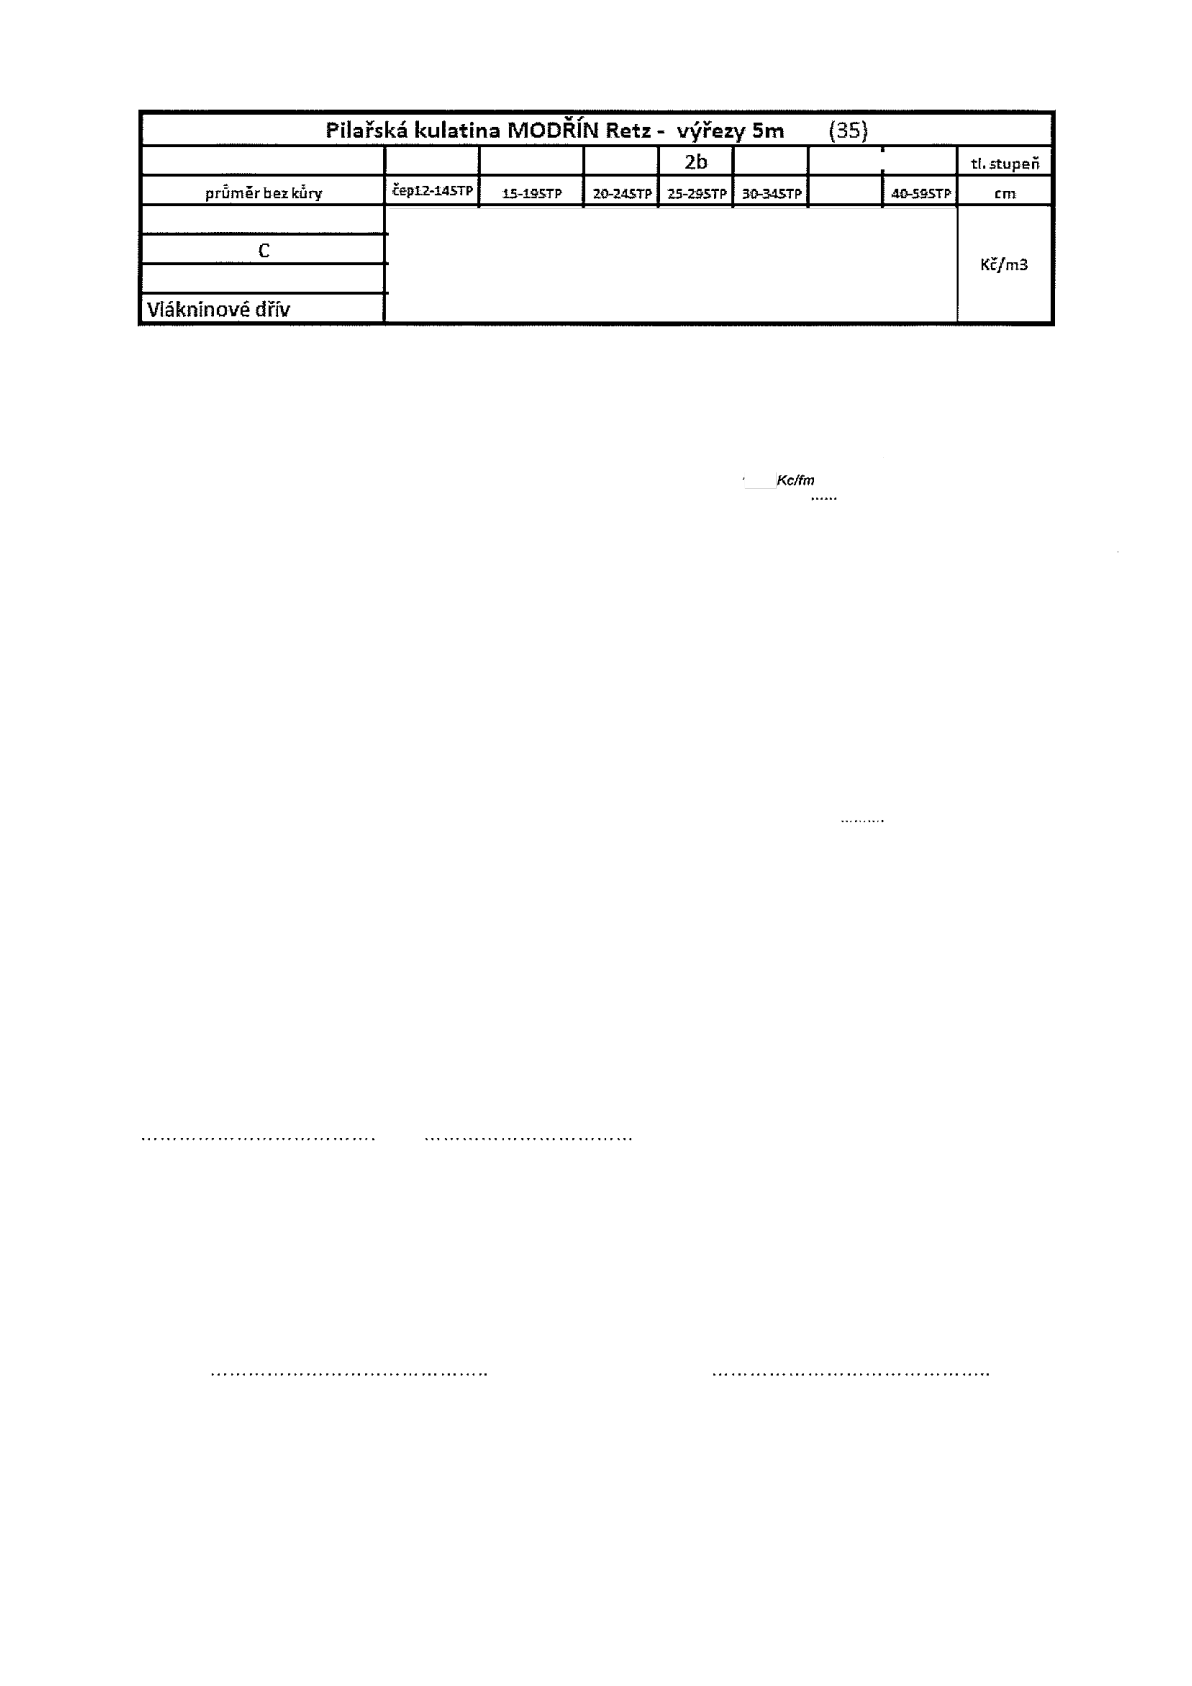 Pilařská kulatina MODŘÍN Retz - výřezy 5m (35)
2b tl. stupeň
průměr bez kůry čep12-14STP 15-19STP 20-24STP 25-29STP 30-34STP 40-59STP cm
C
Kč/m3
Vlákninové dřív
Kc/fm
......
.........
.................................... ................................
.......................................... ..........................................